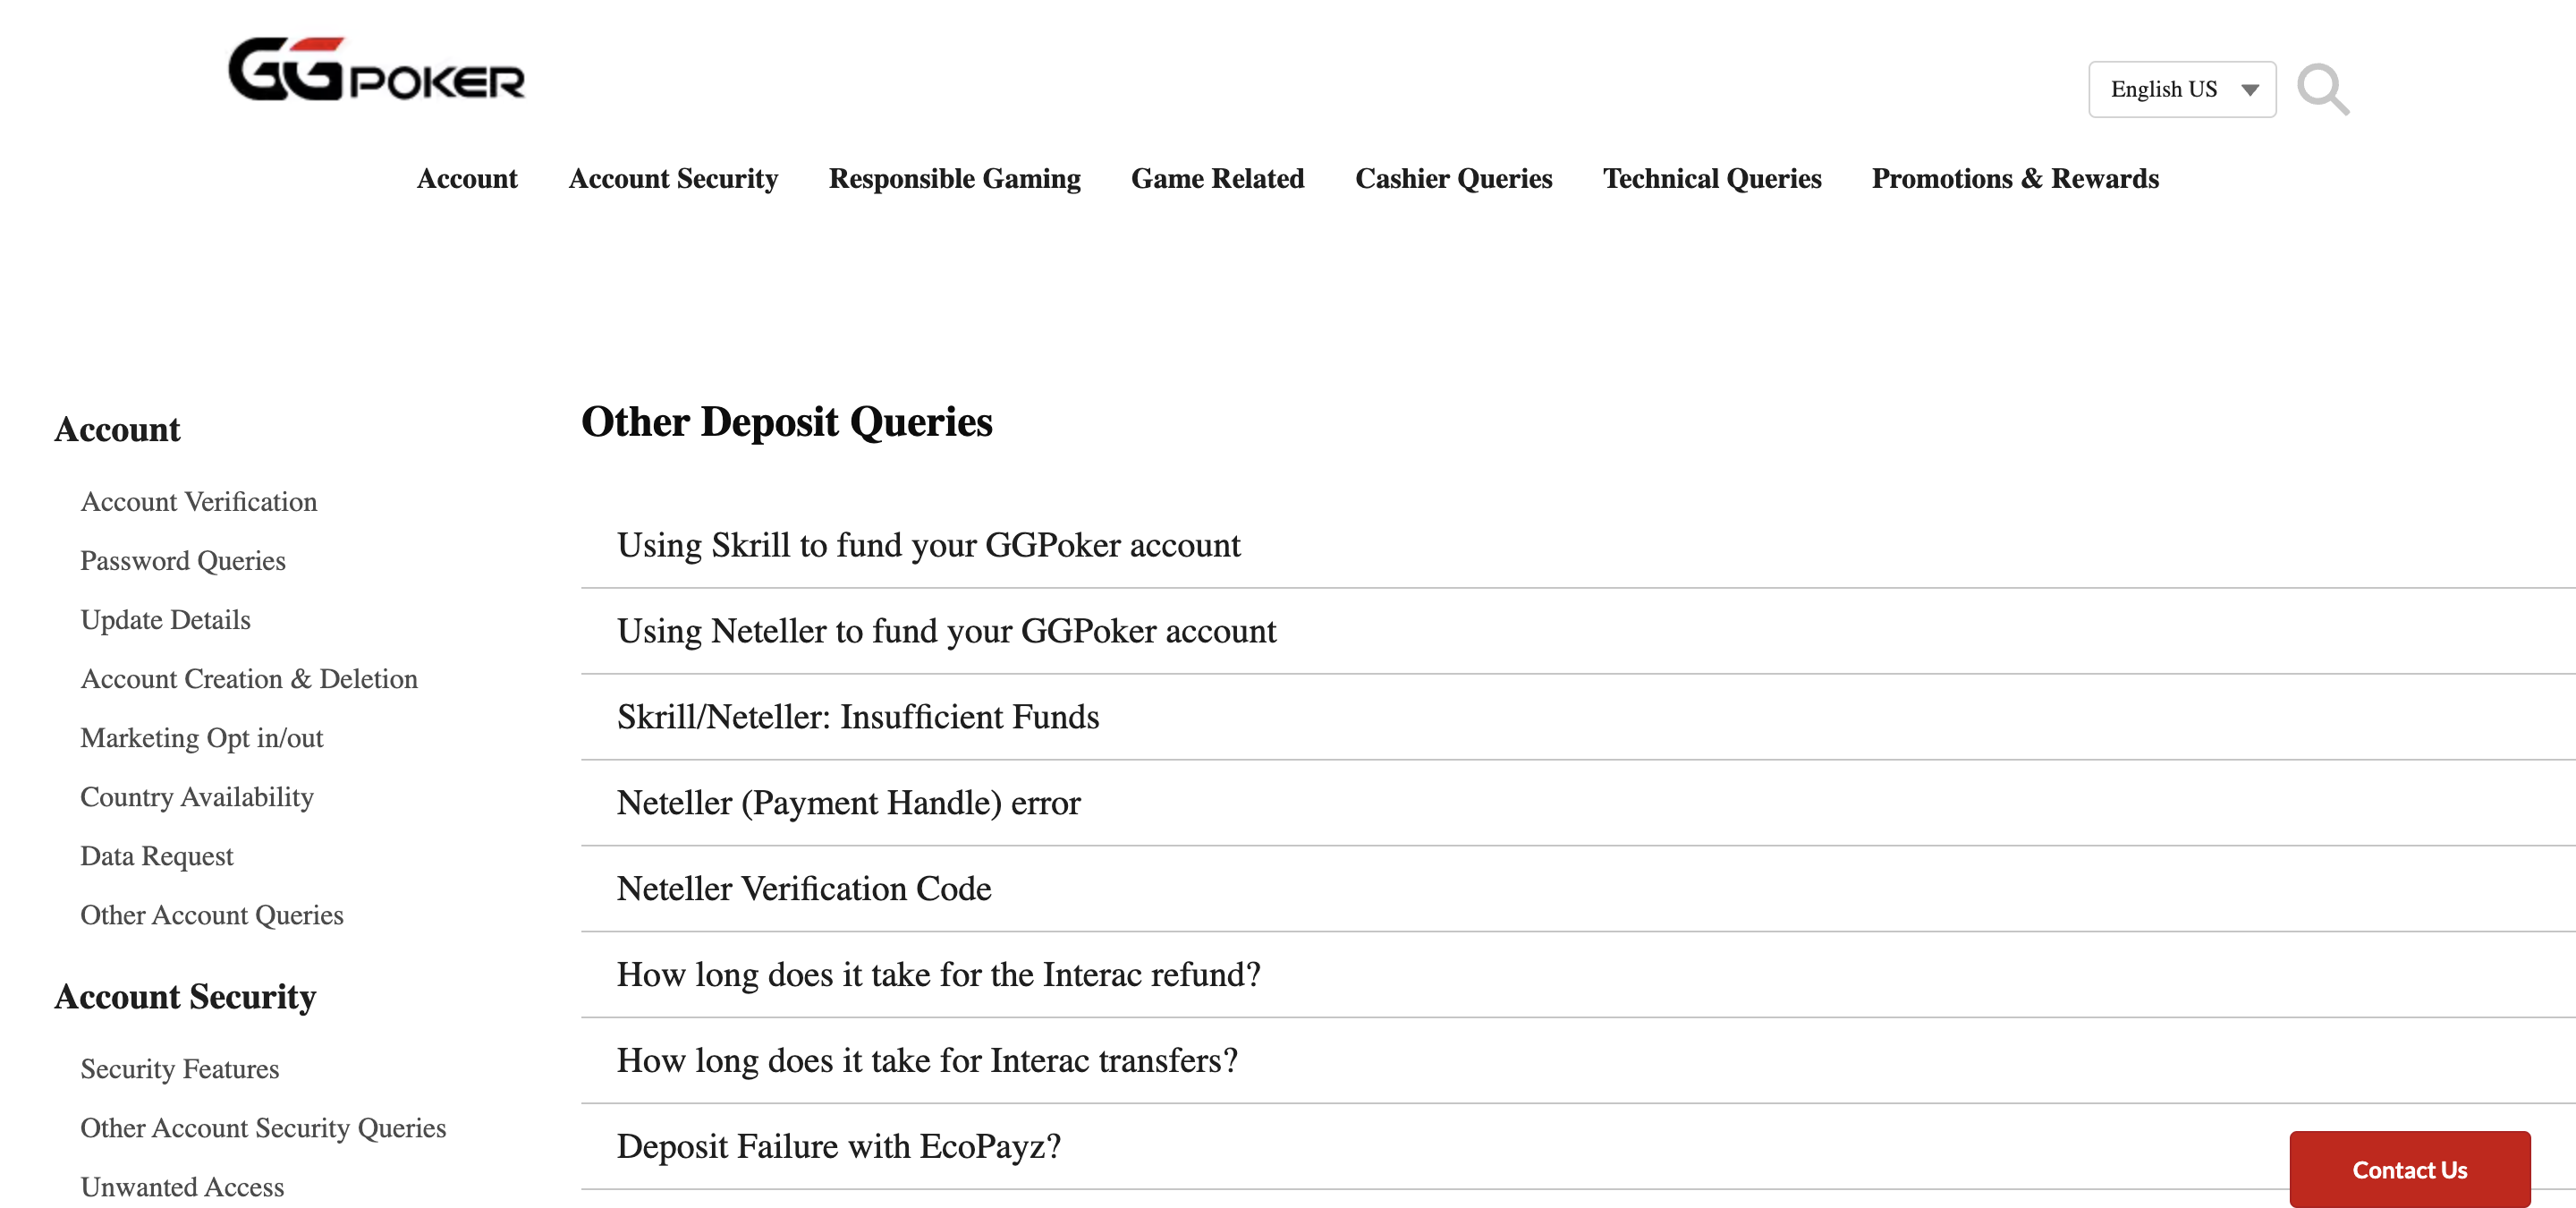 GGPOKER
English US
Account Account Security Responsible Gaming Game Related Cashier Queries Technical Queries Promotions & Rewards
Account
Account Verification
Password Queries
Update Details
Account Creation & Deletion
Marketing Opt in/out
Country Availability
Data Request
Other Account Queries
Account Security
Security Features
Other Account Security Queries
Unwanted Access
Other Deposit Queries
Using Skrill to fund your GGPoker account
Using Neteller to fund your GGPoker account
Skrill/Neteller: Insufficient Funds
Neteller (Payment Handle) error
Neteller Verification Code
How long does it take for the Interac refund?
How long does it take for Interac transfers?
Deposit Failure with EcoPayz?
Contact Us